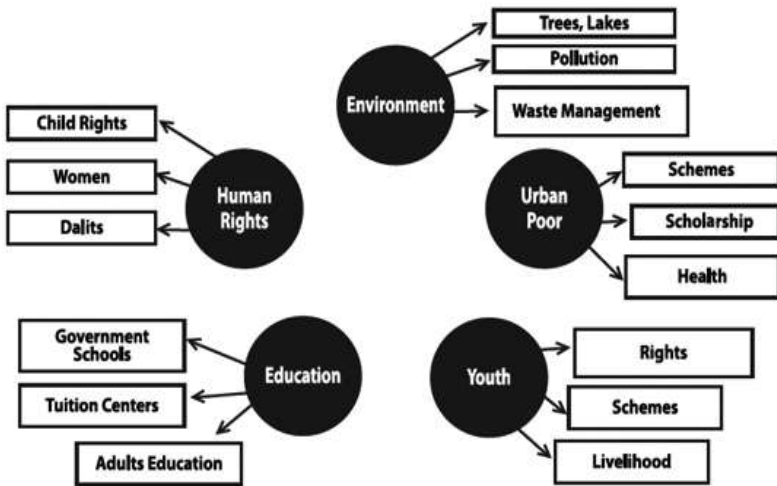 Trees, Lakes
Pollution
Environment
Waste Management
Child Rights
Women
Dalits
Human
Rights
Urban
Poor
Schemes
Scholarship
Health
Government
Schools
Tuition Centers
Adults Education
Education
Youth
Rights
Schemes
Livelihood